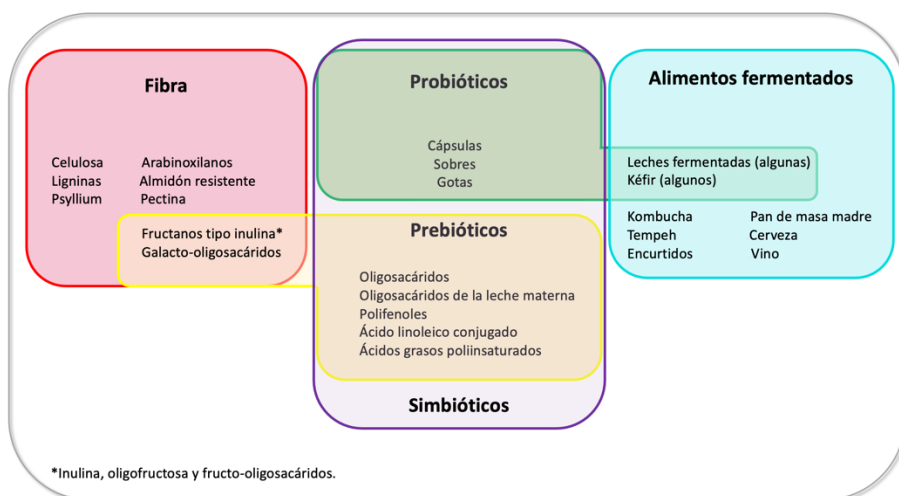 Fibra
Celulosa
Ligninas
Psyllium
Arabinoxilanos
Almidón resistente
Pectina
Fructanos tipo inulina*
Galacto-oligosacáridos
Probióticos
Cápsulas
Sobres
Gotas
Prebióticos
Oligosacáridos
Oligosacáridos de la leche materna
Polifenoles
Ácido linoleico conjugado
Ácidos grasos poliinsaturados
Simbióticos
Alimentos fermentados
Leches fermentadas (algunas)
Kéfir (algunos)
Kombucha
Tempeh
Encurtidos
Pan de masa madre
Cerveza
Vino
*Inulina, oligofructosa y fructo-oligosacáridos.